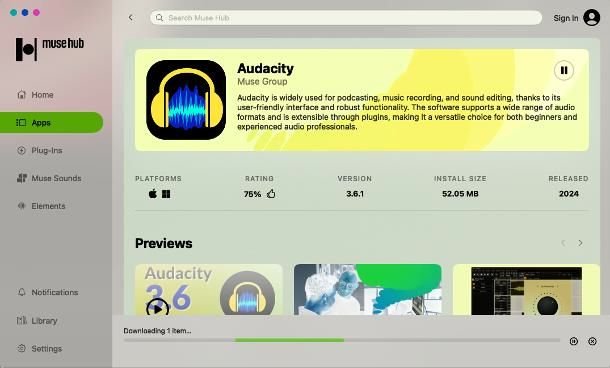 Search Muse Hub
Sign In
muse hub
Home
Apps
Plug-Ins
Muse Sounds
Elements
Notifications
Library
Settings
Audacity
Muse Group
Audacity is widely used for podcasting, music recording, and sound editing, thanks to its
user-friendly interface and robust functionality. The software supports a wide range of audio
formats and is extensible through plugins, making it a versatile choice for both beginners and
experienced audio professionals.
PLATFORMS
RATING
VERSION
INSTALL SIZE
RELEASED
75%
3.6.1
52.05 MB
2024
Previews
Audacity
3.6
Downloading 1 item...